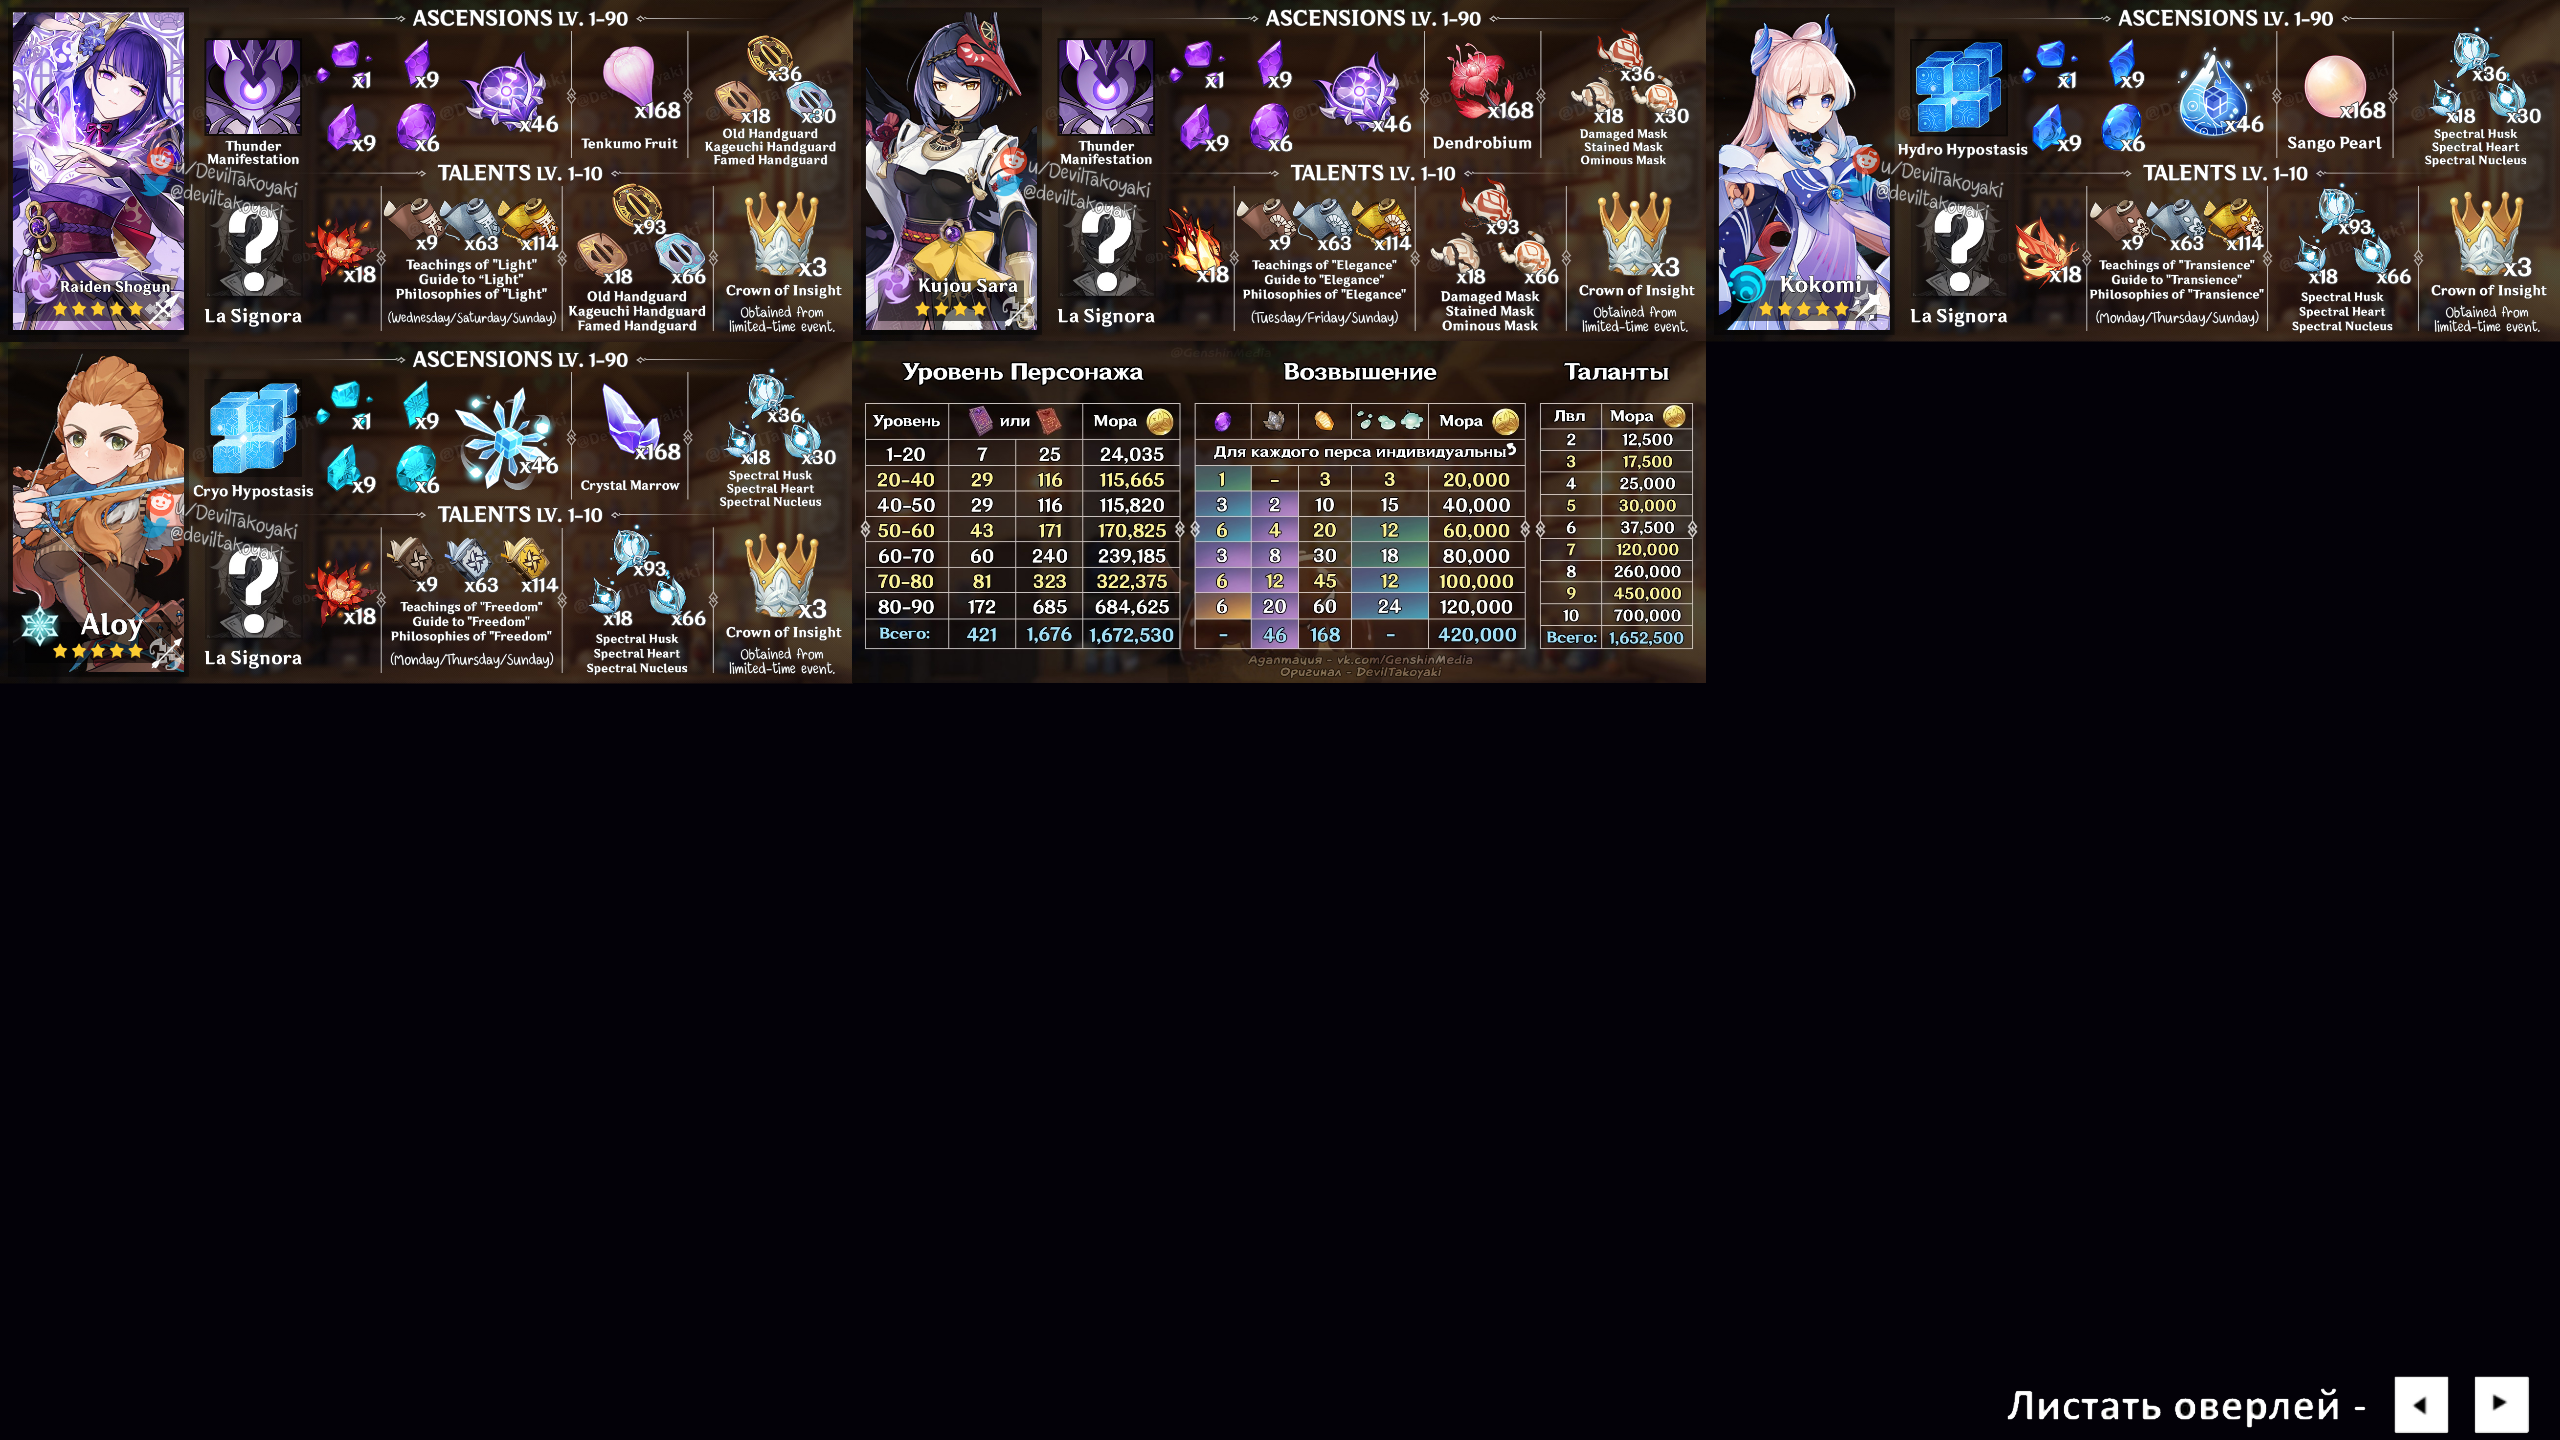 ASCENSIONS LV. 1-90
x1
x9
x46
x168
x36
x9
x6
x18
x30
Thunder
Manifestation
Tenkumo Fruit
Old Handguard
Kageuchi Handguard
Famed Handguard
u/DevilTakoyaki
@deviltakoyaki
TALENTS LV. 1-10
x18
x9
x63
x114
x93
x18
x66
x3
Teachings of "Light"
Guide to "Light"
Philosophies of "Light"
(Wednesday/Saturday/Sunday)
Old Handguard
Kageuchi Handguard
Famed Handguard
Crown of Insight
Obtained from
limited-time event.
Raiden Shogun
La Signora
ASCENSIONS LV. 1-90
x1
x9
x46
x168
x36
x9
x6
x18
x30
Thunder
Manifestation
Dendrobium
Damaged Mask
Stained Mask
Ominous Mask
u/DevilTakoyaki
@deviltakoyaki
TALENTS LV. 1-10
x18
x9
x63
x114
x93
x18
x66
x3
Teachings of "Elegance"
Guide to "Elegance"
Philosophies of "Elegance"
(Tuesday/Friday/Sunday)
Damaged Mask
Stained Mask
Ominous Mask
Crown of Insight
Obtained from
limited-time event.
Kujou Sara
La Signora
ASCENSIONS LV. 1-90
x1
x9
x46
x168
x36
x9
x6
x18
x30
Hydro Hypostasis
Sango Pearl
Spectral Husk
Spectral Heart
Spectral Nucleus
u/DevilTakoyaki
@deviltakoyaki
TALENTS LV. 1-10
x18
x9
x63
x114
x93
x18
x66
x3
Teachings of "Transience"
Guide to "Transience"
Philosophies of "Transience"
(Monday/Thursday/Sunday)
Spectral Husk
Spectral Heart
Spectral Nucleus
Crown of Insight
Obtained from
limited-time event.
Kokomi
La Signora
ASCENSIONS LV. 1-90
x1
x9
x46
x168
x36
x9
x6
x18
x30
Cryo Hypostasis
Crystal Marrow
Spectral Husk
Spectral Heart
Spectral Nucleus
u/DevilTakoyaki
@deviltakoyaki
TALENTS LV. 1-10
x18
x9
x63
x114
x93
x18
x66
x3
Teachings of "Freedom"
Guide to "Freedom"
Philosophies of "Freedom"
(Monday/Thursday/Sunday)
Spectral Husk
Spectral Heart
Spectral Nucleus
Crown of Insight
Obtained from
limited-time event.
Aloy
La Signora
@GenshinMedia
Уровень Персонажа
Уровень или Мора
1-20 7 25 24,035
20-40 29 116 115,665
40-50 29 116 115,820
50-60 43 171 170,825
60-70 60 240 239,185
70-80 81 323 322,375
80-90 172 685 684,625
Всего: 421 1,676 1,672,530
Возвышение
Мора
Для каждого перса индивидуальны
1 - 3 3 20,000
3 2 10 15 40,000
6 4 20 12 60,000
3 8 30 18 80,000
6 12 45 12 100,000
6 20 60 24 120,000
- 46 168 - 420,000
Таланты
Лвл Мора
2 12,500
3 17,500
4 25,000
5 30,000
6 37,500
7 120,000
8 260,000
9 450,000
10 700,000
Всего: 1,652,500
Адаптация - vk.com/GenshinMedia
Оригинал - DevilTakoyaki
Листать оверлей -